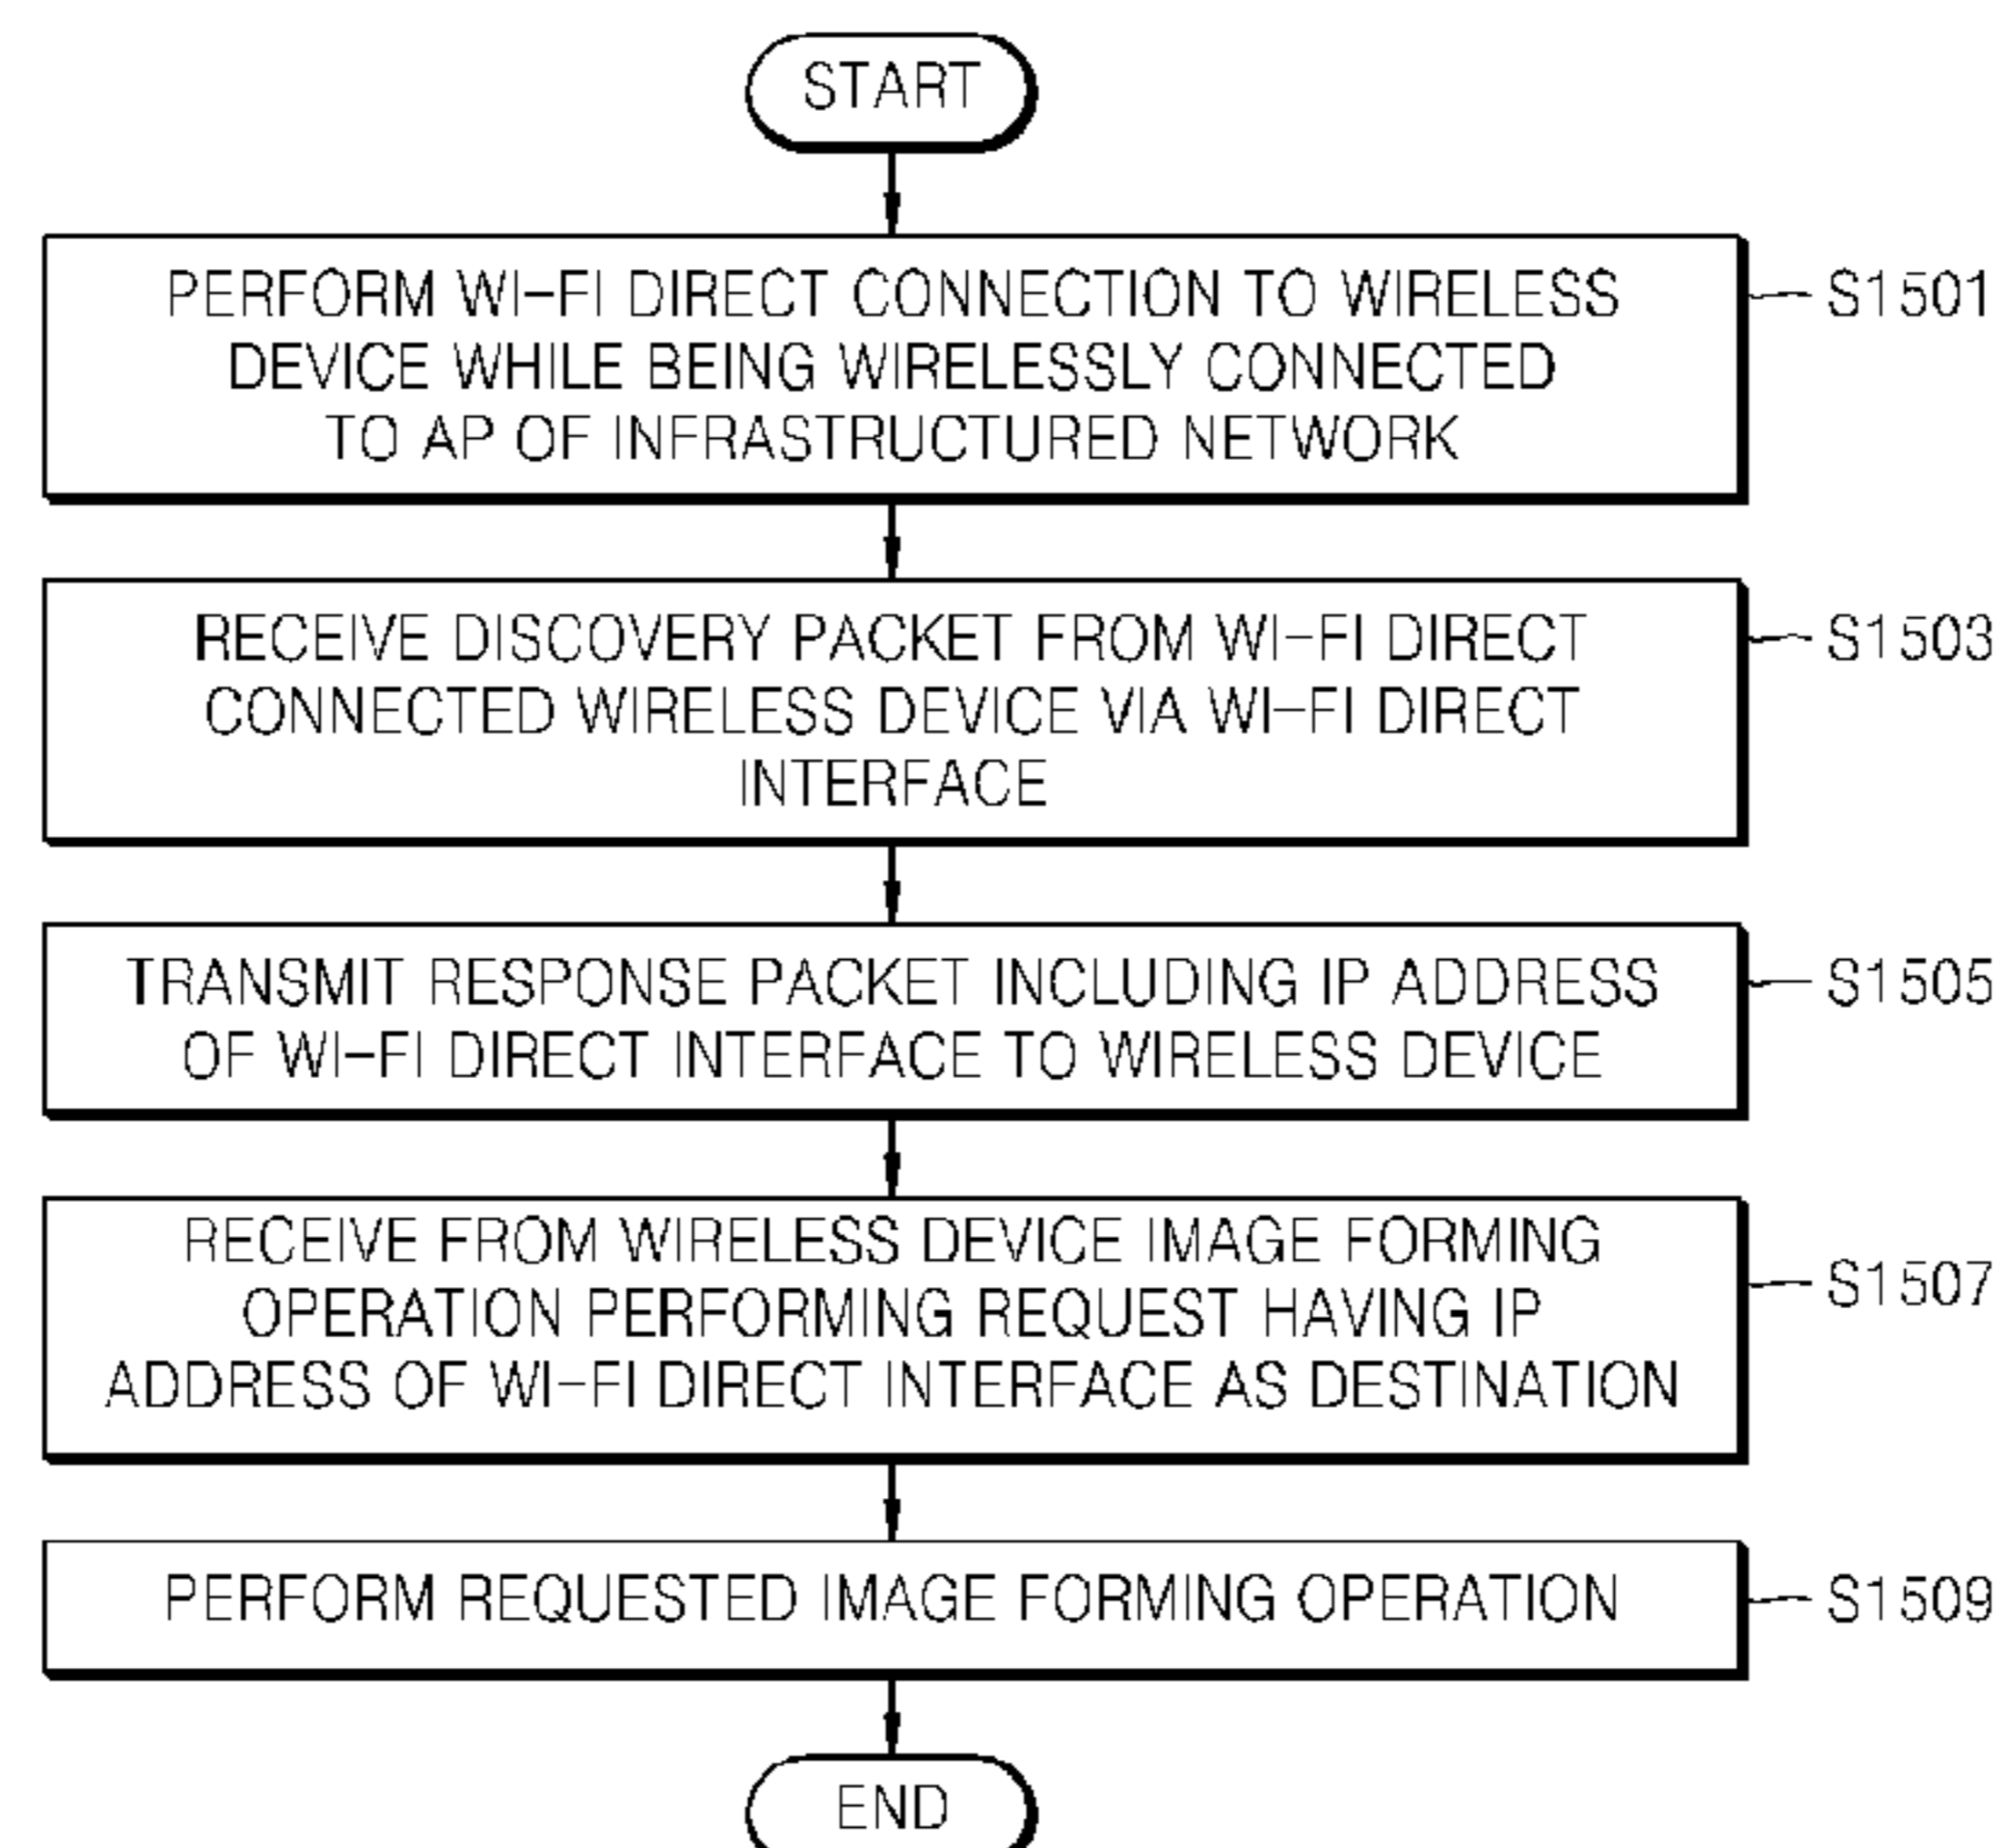 START
PERFORM WI-FI DIRECT CONNECTION TO WIRELESS
DEVICE WHILE BEING WIRELESSLY CONNECTED
TO AP OF INFRASTRUCTURED NETWORK
S1501
RECEIVE DISCOVERY PACKET FROM WI-FI DIRECT
CONNECTED WIRELESS DEVICE VIA WI-FI DIRECT
INTERFACE
S1503
TRANSMIT RESPONSE PACKET INCLUDING IP ADDRESS
OF WI-FI DIRECT INTERFACE TO WIRELESS DEVICE
S1505
RECEIVE FROM WIRELESS DEVICE IMAGE FORMING
OPERATION PERFORMING REQUEST HAVING IP
ADDRESS OF WI-FI DIRECT INTERFACE AS DESTINATION
S1507
PERFORM REQUESTED IMAGE FORMING OPERATION
S1509
END